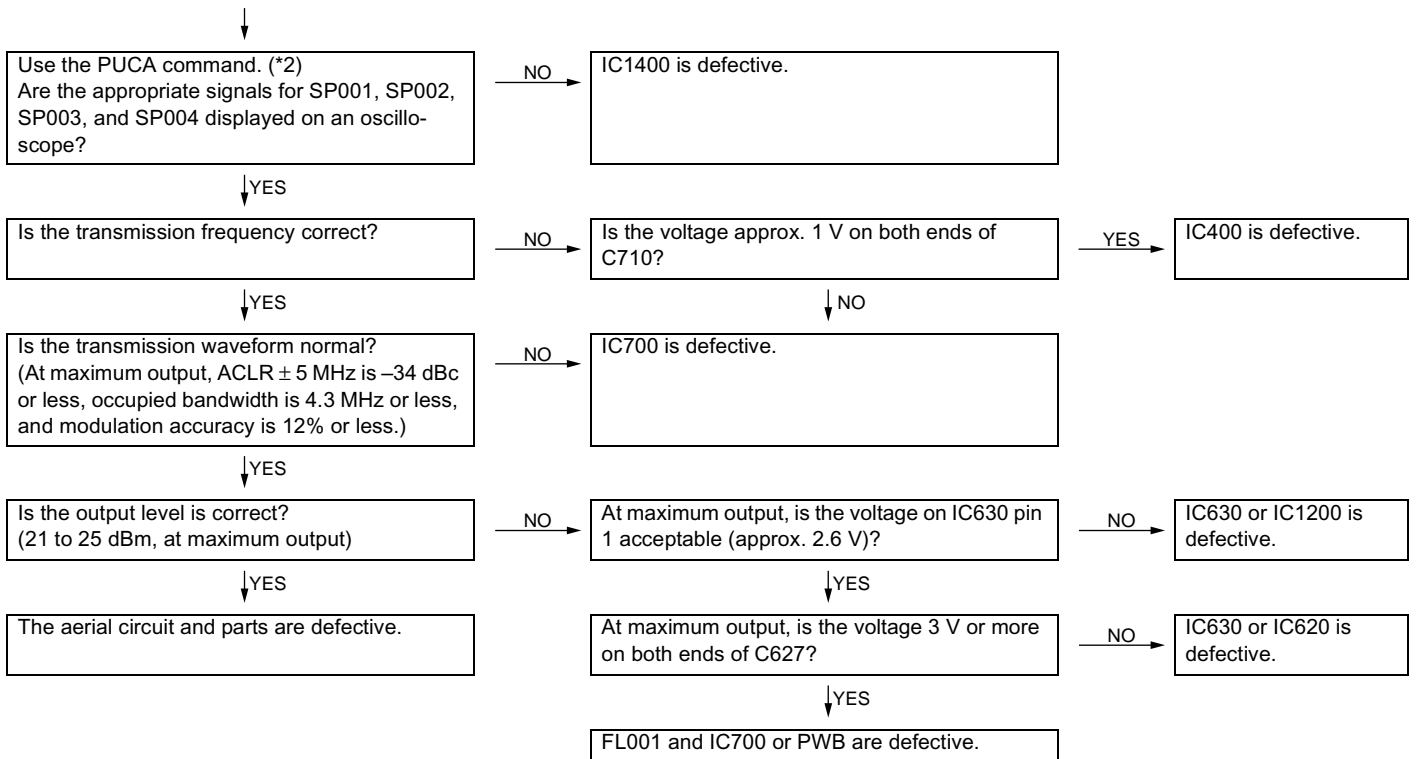 Use the PUCA command. (*2)
Are the appropriate signals for SP001, SP002,
SP003, and SP004 displayed on an oscillo-
scope?
NO
IC1400 is defective.
YES
Is the transmission frequency correct?
NO
Is the voltage approx. 1 V on both ends of
C710?
YES
IC400 is defective.
YES
NO
Is the transmission waveform normal?
(At maximum output, ACLR ± 5 MHz is –34 dBc
or less, occupied bandwidth is 4.3 MHz or less,
and modulation accuracy is 12% or less.)
NO
IC700 is defective.
YES
Is the output level is correct?
(21 to 25 dBm, at maximum output)
NO
At maximum output, is the voltage on IC630 pin
1 acceptable (approx. 2.6 V)?
NO
IC630 or IC1200 is
defective.
YES
YES
The aerial circuit and parts are defective.
At maximum output, is the voltage 3 V or more
on both ends of C627?
NO
IC630 or IC620 is
defective.
YES
FL001 and IC700 or PWB are defective.